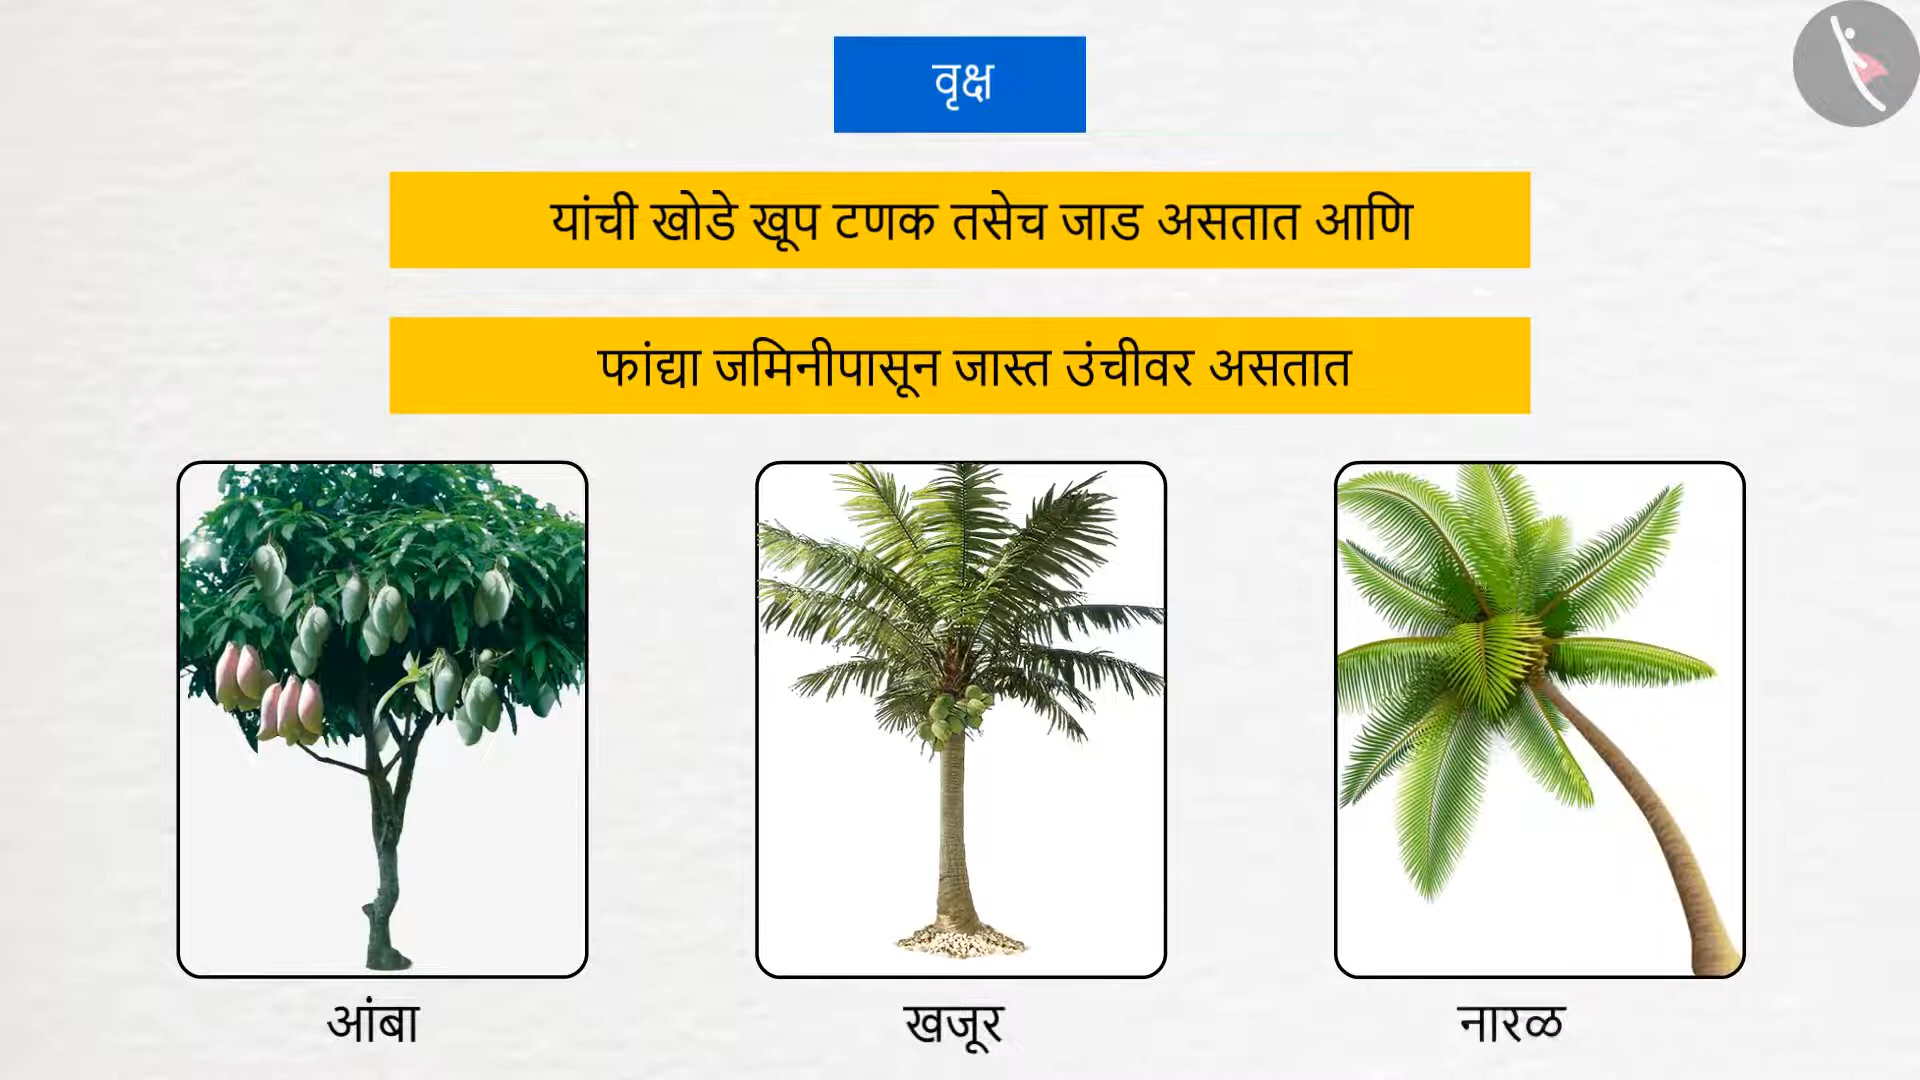 वृक्ष
यांची खोडे खूप टणक तसेच जाड असतात आणि
फांद्या जमिनीपासून जास्त उंचीवर असतात
आंबा
खजूर
नारळ